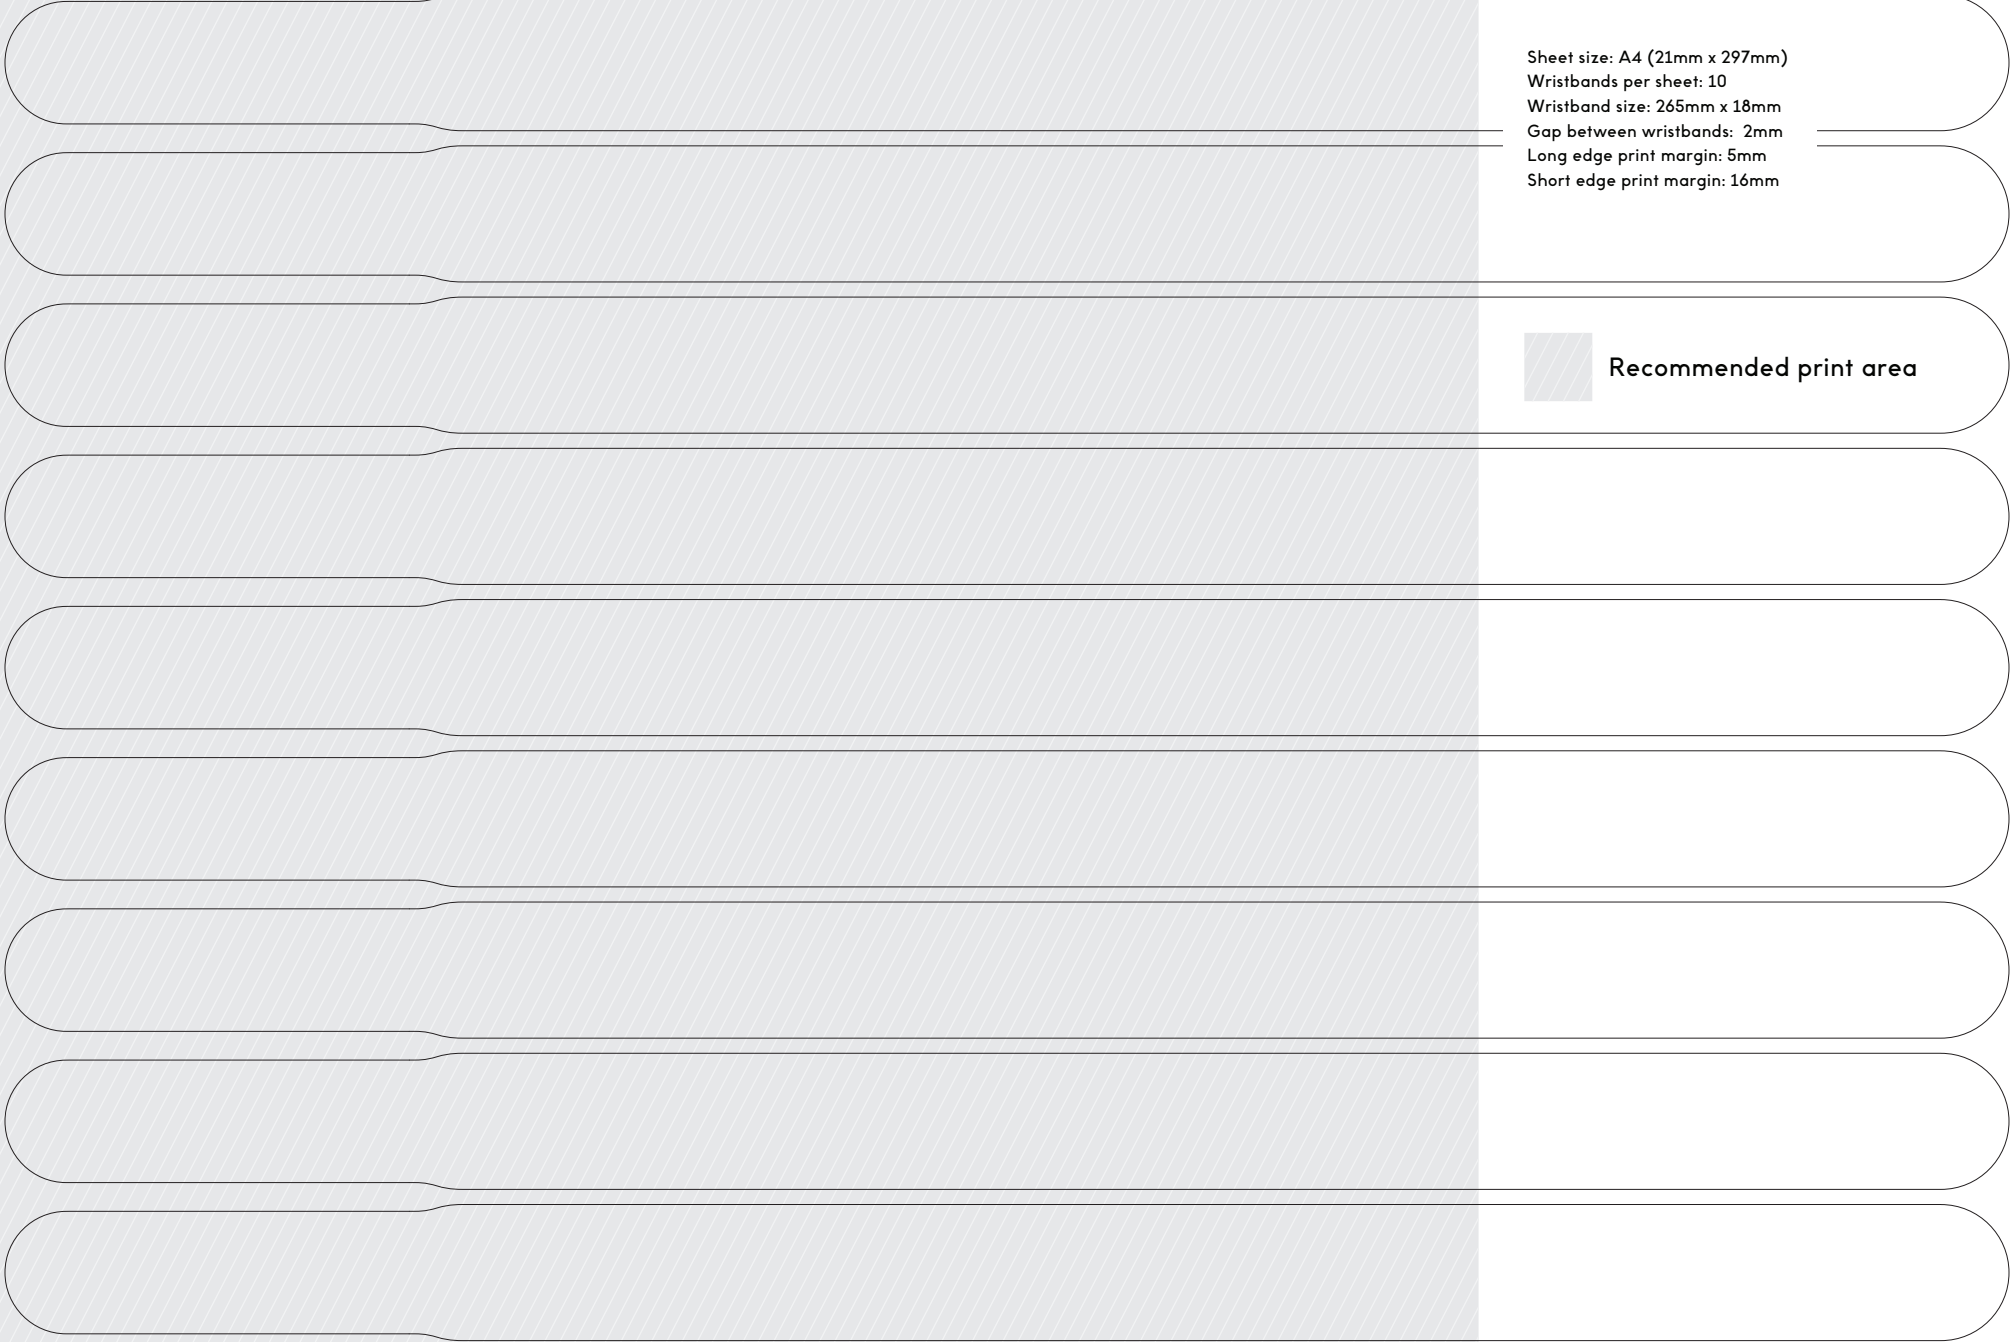 Sheet size: A4 (21mm x 297mm)
Wristbands per sheet: 10
Wristband size: 265mm x 18mm
Gap between wristbands:  2mm
Long edge print margin: 5mm
Short edge print margin: 16mm
Recommended print area